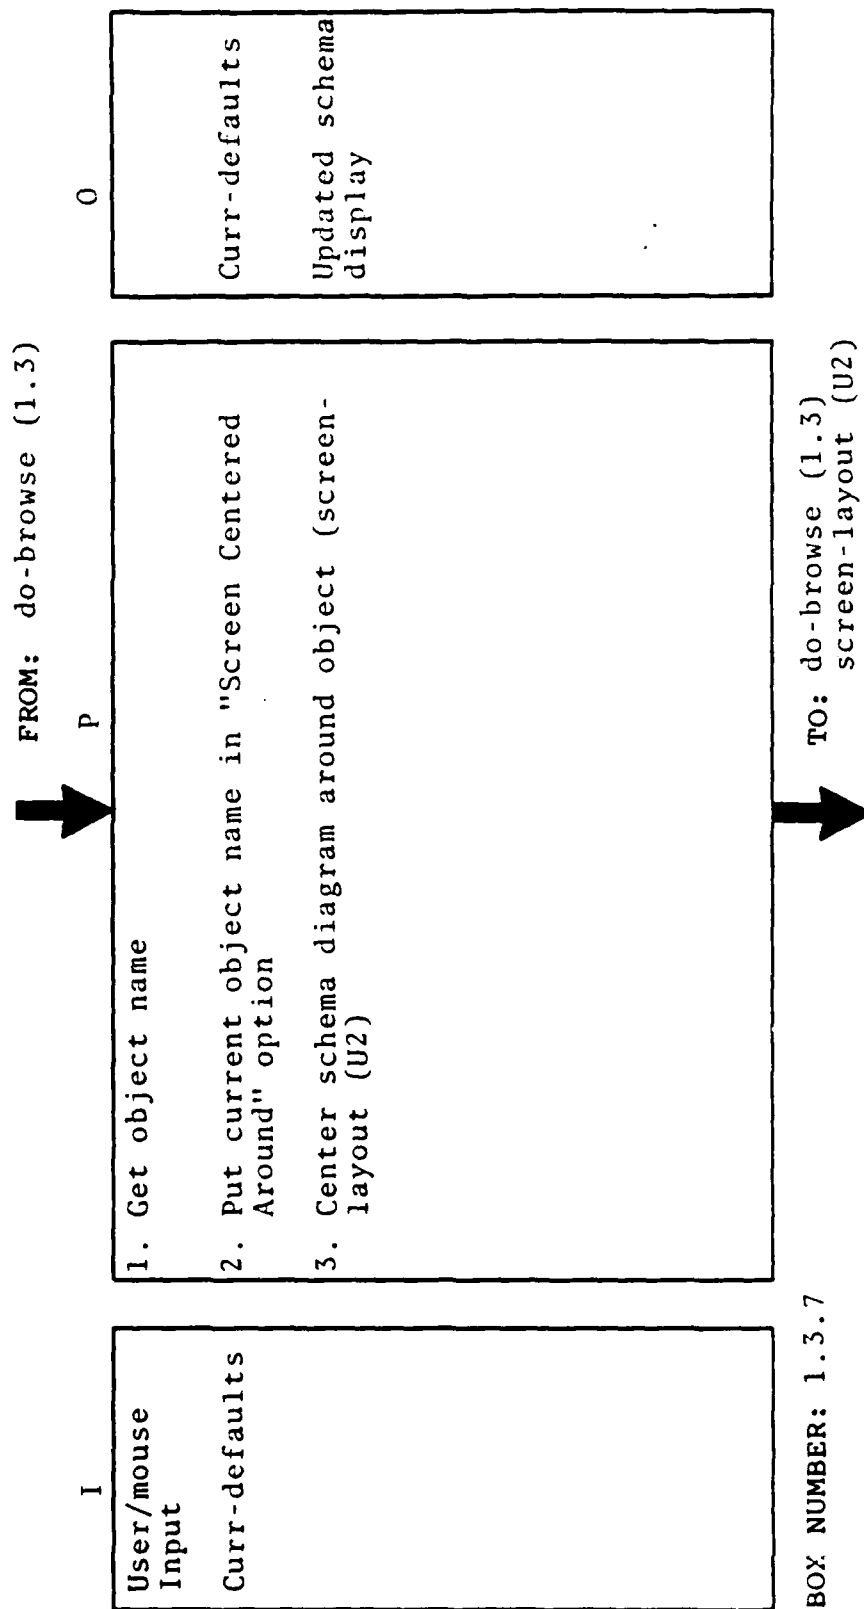 FROM: do-browse (1.3)
I
P
O
User/mouse
Input
Curr-defaults
1. Get object name
2. Put current object name in "Screen Centered
Around" option
3. Center schema diagram around object (screen-
layout (U2)
Curr-defaults
Updated schema
display
BOX NUMBER: 1.3.7
TO: do-browse (1.3)
screen-layout (U2)